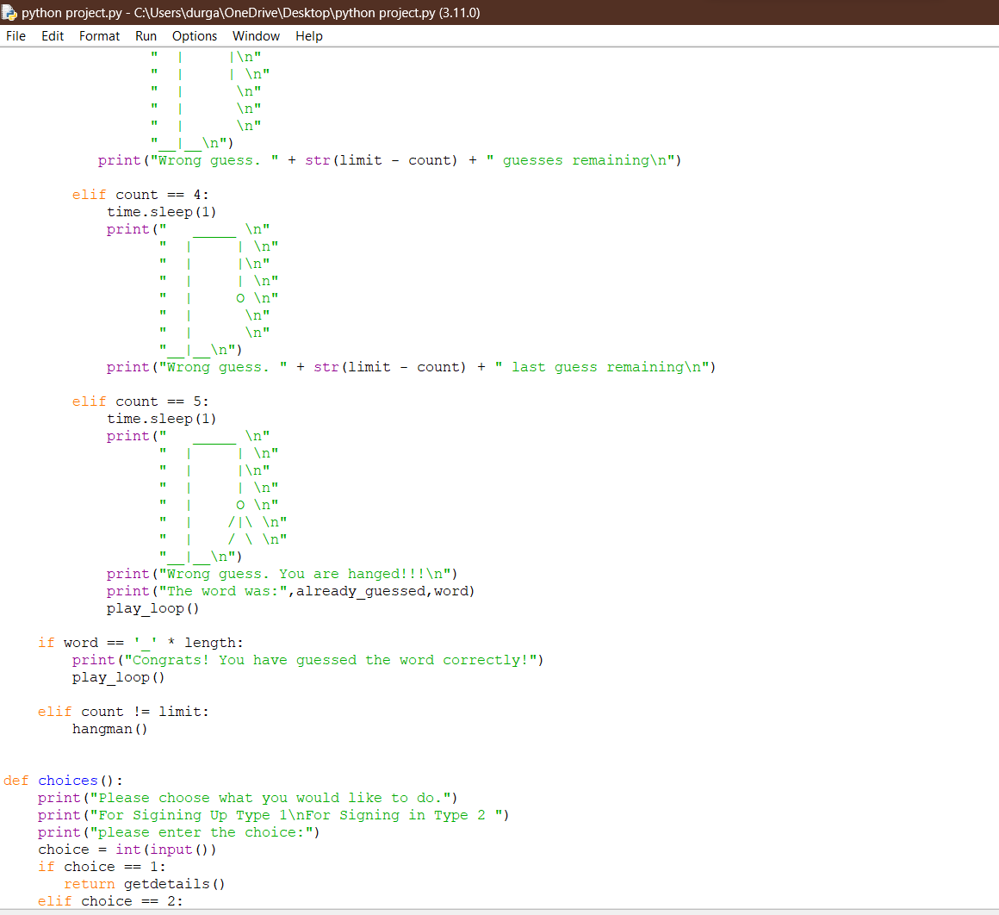 python project.py - C:\Users\durga\OneDrive\Desktop\python project.py (3.11.0)
File Edit Format Run Options Window Help
                 "  |     |\n"
                 "  |     | \n"
                 "  |      \n"
                 "  |      \n"
                 "  |      \n"
                 "__|__\n")
           print("Wrong guess. " + str(limit - count) + " guesses remaining\n")

        elif count == 4:
            time.sleep(1)
            print("   _____ \n"
                  "  |     | \n"
                  "  |     |\n"
                  "  |     | \n"
                  "  |     O \n"
                  "  |      \n"
                  "  |      \n"
                  "__|__\n")
            print("Wrong guess. " + str(limit - count) + " last guess remaining\n")

        elif count == 5:
            time.sleep(1)
            print("   _____ \n"
                  "  |     | \n"
                  "  |     |\n"
                  "  |     | \n"
                  "  |     O \n"
                  "  |    /|\ \n"
                  "  |    / \ \n"
                  "__|__\n")
            print("Wrong guess. You are hanged!!!\n")
            print("The word was:",already_guessed,word)
            play_loop()

    if word == '_' * length:
        print("Congrats! You have guessed the word correctly!")
        play_loop()

    elif count != limit:
        hangman()


def choices():
    print("Please choose what you would like to do.")
    print("For Sigining Up Type 1\nFor Signing in Type 2 ")
    print("please enter the choice:")
    choice = int(input())
    if choice == 1:
       return getdetails()
    elif choice == 2: